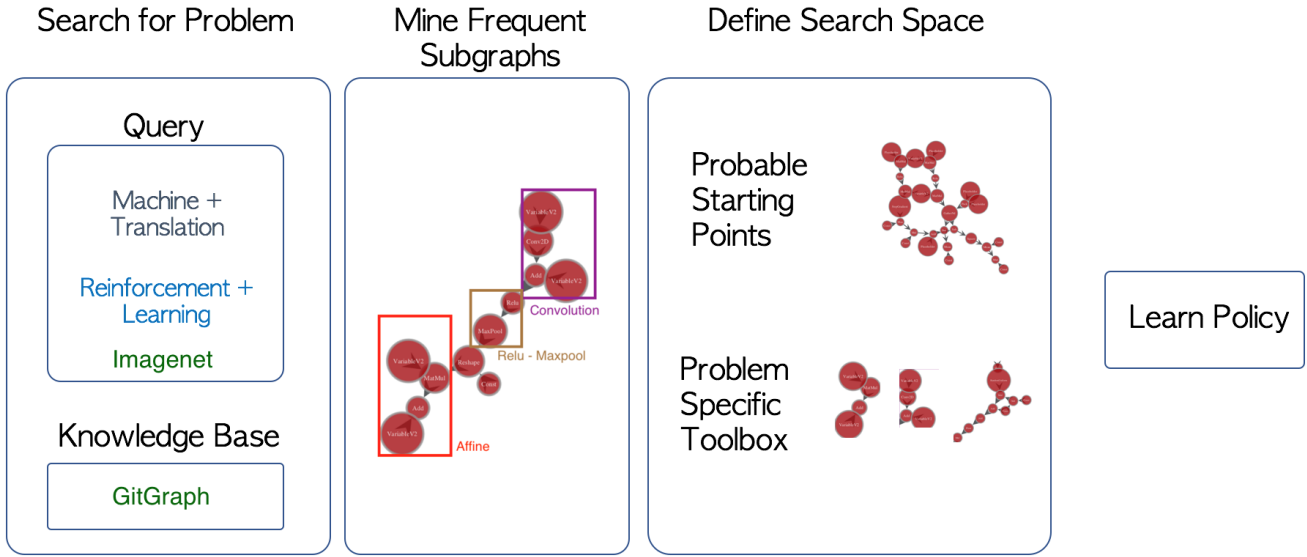 Search for Problem
Query
Machine +
Translation
Reinforcement +
Learning
Imagenet
Knowledge Base
GitGraph
Mine Frequent
Subgraphs
VariableV2
Conv2D
Add
VariableV2
Convolution
Relu
MaxPool
Relu - Maxpool
Reshape
Const
VariableV2
MatMul
Add
VariableV2
Affine
Define Search Space
Probable
Starting
Points
Problem
Specific
Toolbox
Learn Policy